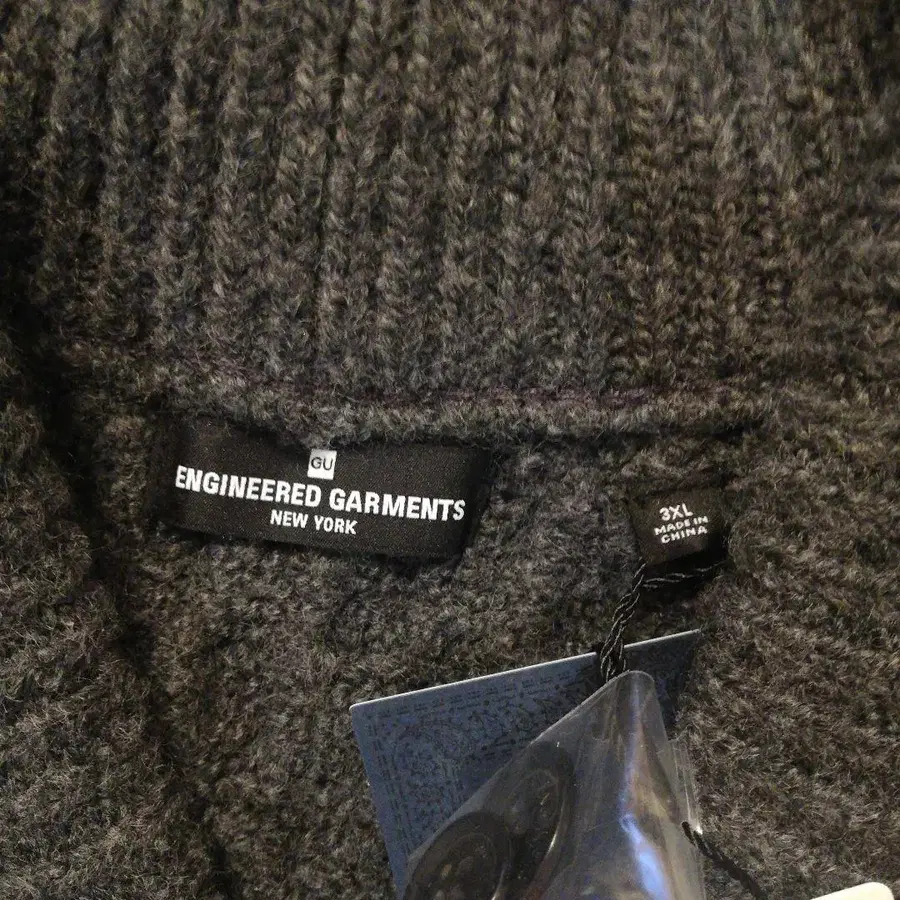 GU
ENGINEERED GARMENTS
NEW YORK
3XL
MADE IN
CHINA